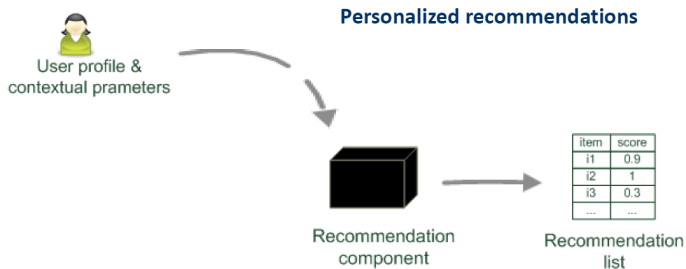 Personalized recommendations
User profile &
contextual prameters
item score
i1 0.9
i2 1
i3 0.3
... ...
Recommendation
component
Recommendation
list